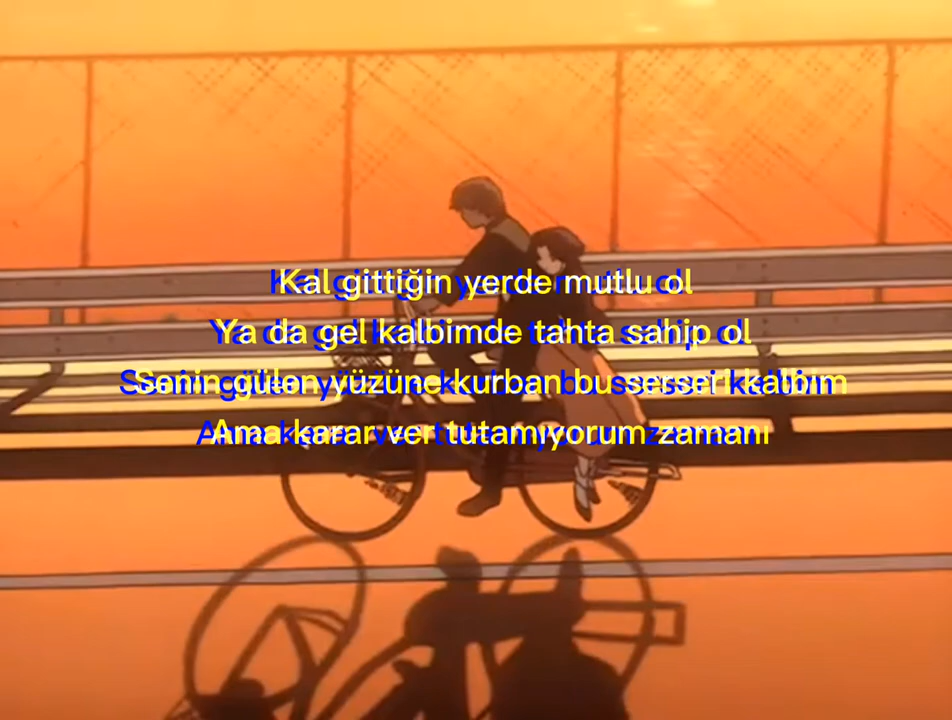 Kal gittiğin yerde mutlu ol
Ya da gel kalbimde tahta sahip ol
Senin gülen yüzüne kurban bu serseri kalbim
Ama karar ver tutamıyorum zamanı